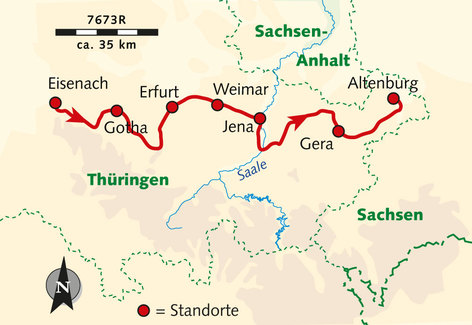 7673R
ca. 35 km
Sachsen-
Anhalt
Eisenach
Erfurt
Weimar
Altenburg
Gotha
Jena
Gera
Saale
Thüringen
Sachsen
N
= Standorte